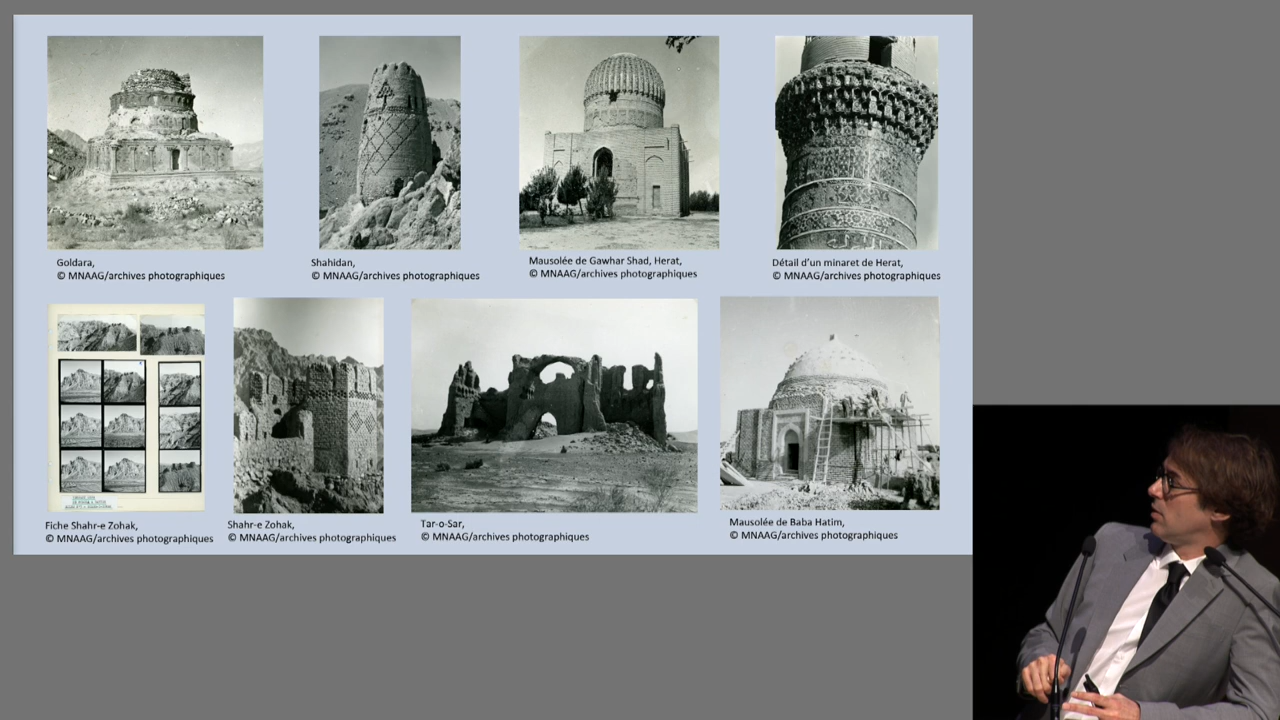 Goldara,
© MNAAG/archives photographiques
Shahidan,
© MNAAG/archives photographiques
Mausolée de Gawhar Shad, Herat,
© MNAAG/archives photographiques
Détail d'un minaret de Herat,
© MNAAG/archives photographiques
Fiche Shahr-e Zohak,
© MNAAG/archives photographiques
Shahr-e Zohak,
© MNAAG/archives photographiques
Tar-o-Sar,
© MNAAG/archives photographiques
Mausolée de Baba Hatim,
© MNAAG/archives photographiques